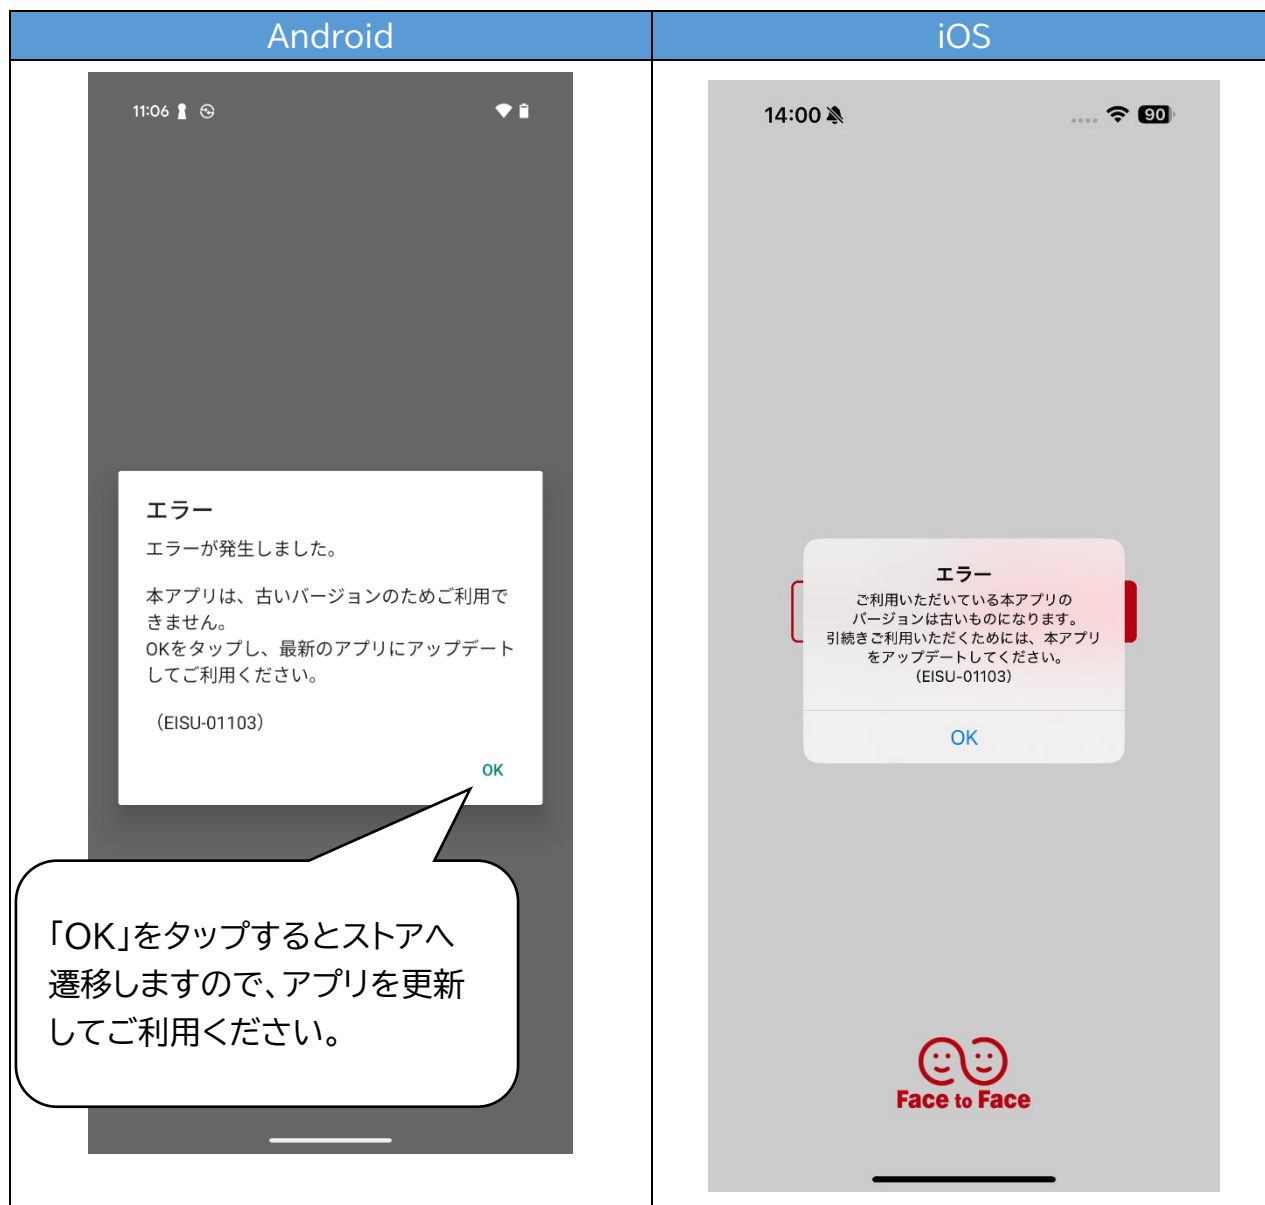 Android
iOS
11:06
エラー
エラーが発生しました。
本アプリは、古いバージョンのためご利用で
きません。
OKをタップし、最新のアプリにアップデート
してご利用ください。
（EISU-01103）
OK
「OK」をタップするとストアへ
遷移しますので、アプリを更新
してご利用ください。
14:00
90
エラー
ご利用いただいている本アプリの
バージョンは古いものになります。
引続きご利用いただくためには、本アプリ
をアップデートしてください。
（EISU-01103）
OK
Face to Face